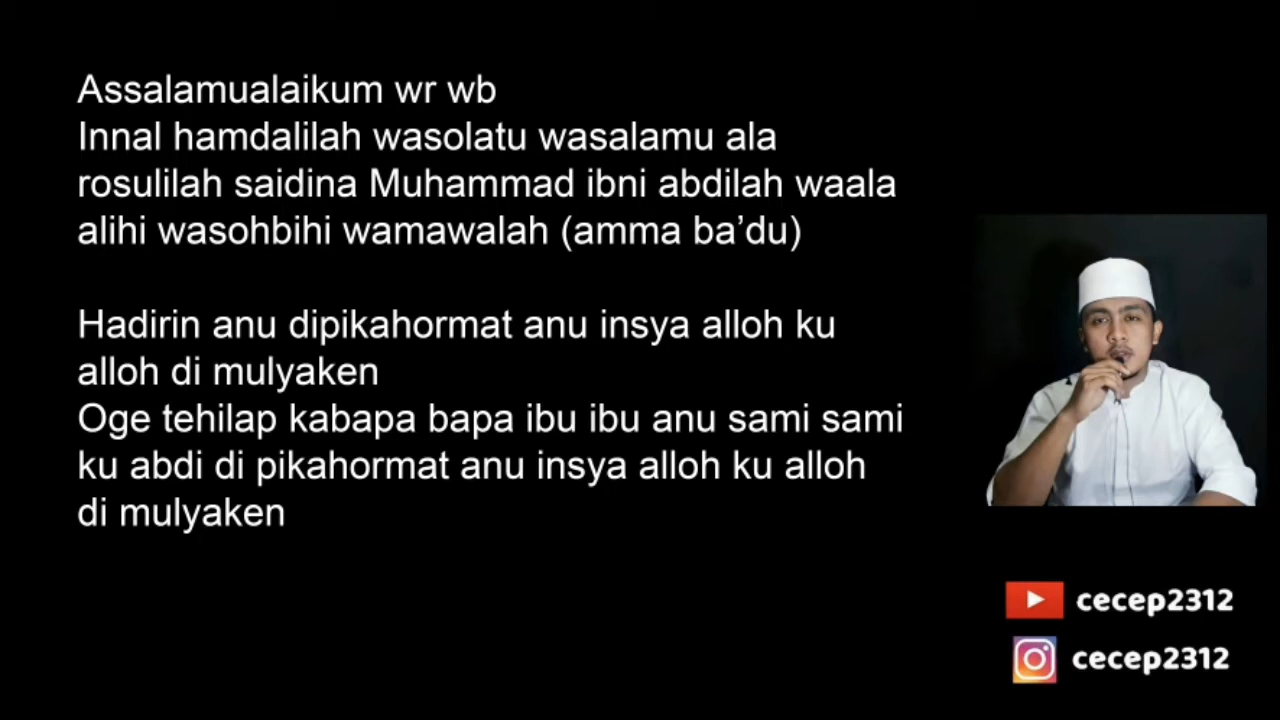 Assalamualaikum wr wb
Innal hamdalilah wasolatu wasalamu ala
rosulilah saidina Muhammad ibni abdilah waala
alihi wasohbihi wamawalah (amma ba’du)
Hadirin anu dipikahormat anu insya alloh ku
alloh di mulyaken
Oge tehilap kabapa bapa ibu ibu anu sami sami
ku abdi di pikahormat anu insya alloh ku alloh
di mulyaken
cecep2312
cecep2312